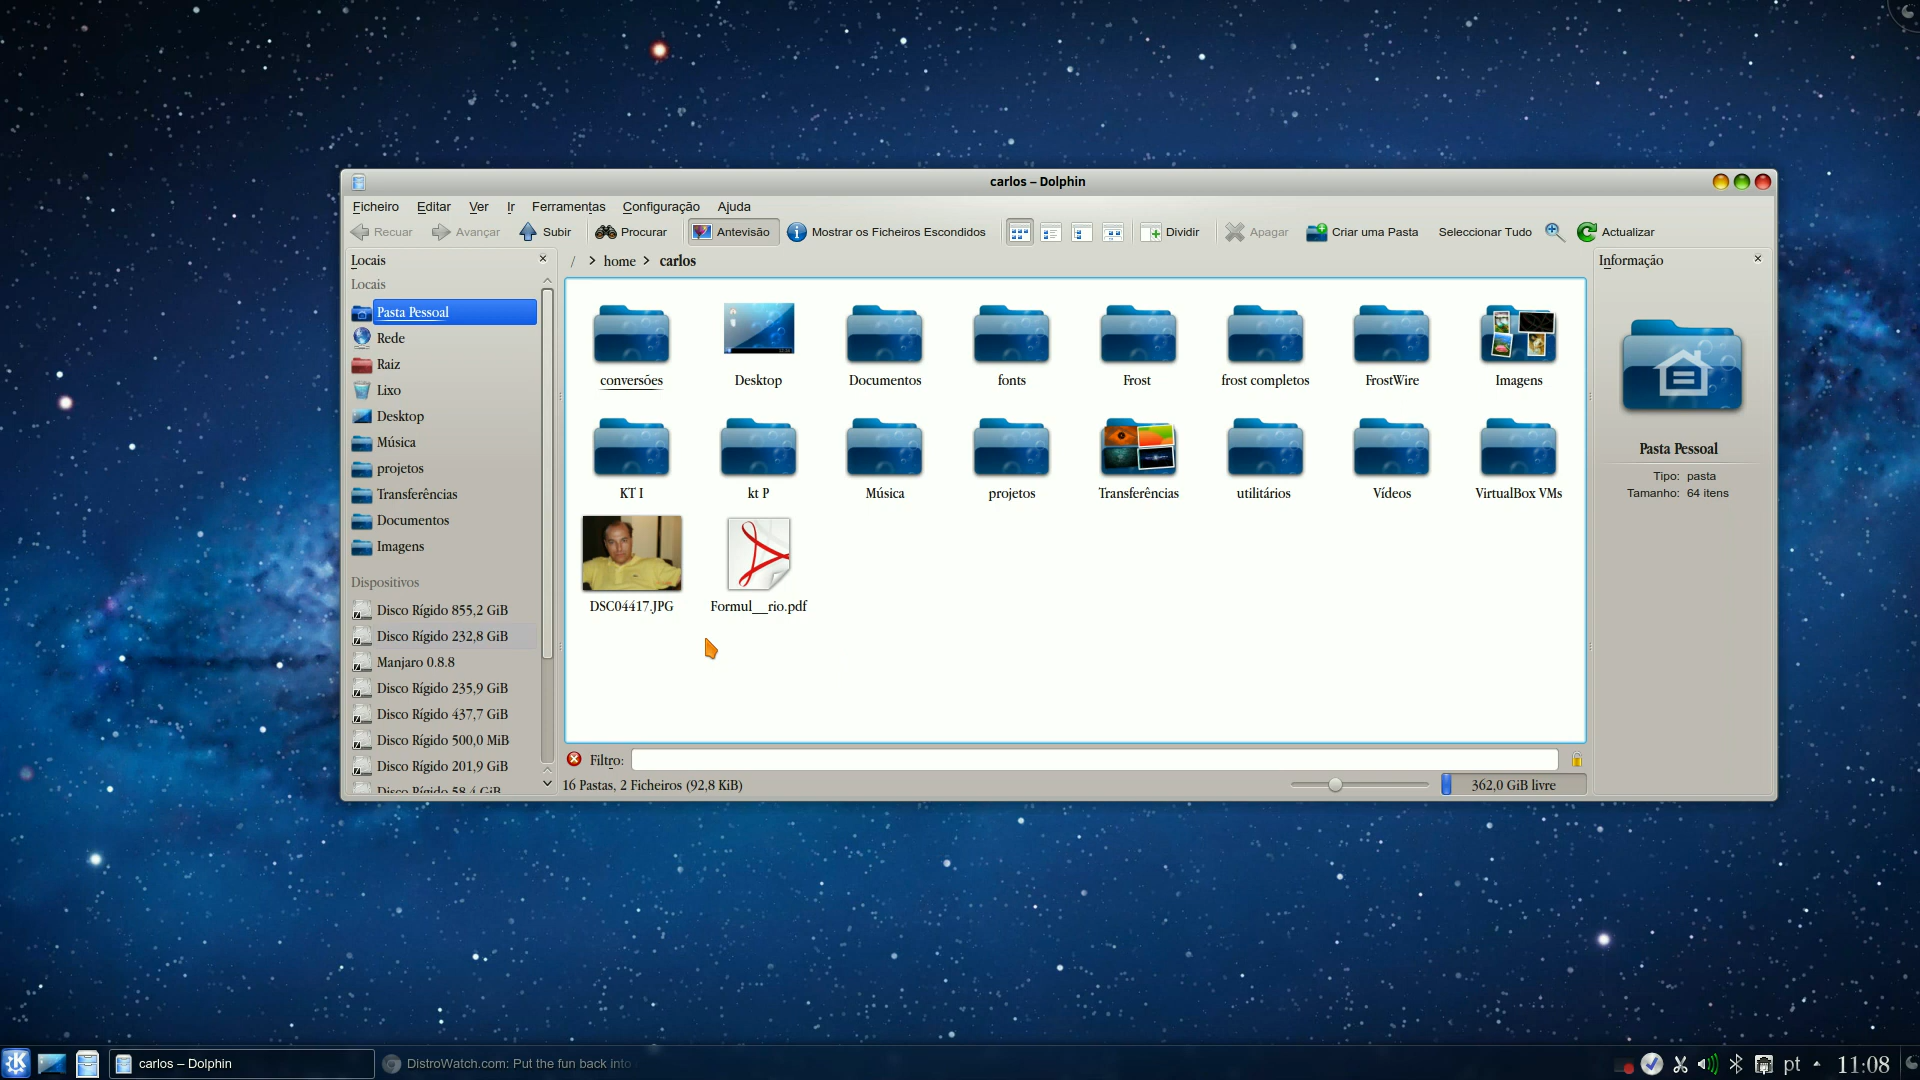 carlos – Dolphin
Ficheiro Editar Ver Ir Ferramentas Configuração Ajuda
Recuar Avançar Subir Procurar Antevisão Mostrar os Ficheiros Escondidos Dividir Apagar Criar uma Pasta Seleccionar Tudo Actualizar
Locais
/ > home > carlos
Informação
Locais
Pasta Pessoal
Rede
Raiz
Lixo
Desktop
Música
projetos
Transferências
Documentos
Imagens
Dispositivos
Disco Rígido 855,2 GiB
Disco Rígido 232,8 GiB
Manjaro 0.8.8
Disco Rígido 235,9 GiB
Disco Rígido 437,7 GiB
Disco Rígido 500,0 MiB
Disco Rígido 201,9 GiB
Disco Rígido 58,4 GiB
conversões Desktop Documentos fonts Frost frost completos FrostWire Imagens
KT I kt P Música projetos Transferências utilitários Vídeos VirtualBox VMs
DSC04417.JPG Formul__rio.pdf
Pasta Pessoal
Tipo: pasta
Tamanho: 64 itens
Filtro:
16 Pastas, 2 Ficheiros (92,8 KiB)
362,0 GiB livre
carlos – Dolphin
DistroWatch.com: Put the fun back into
pt
11:08